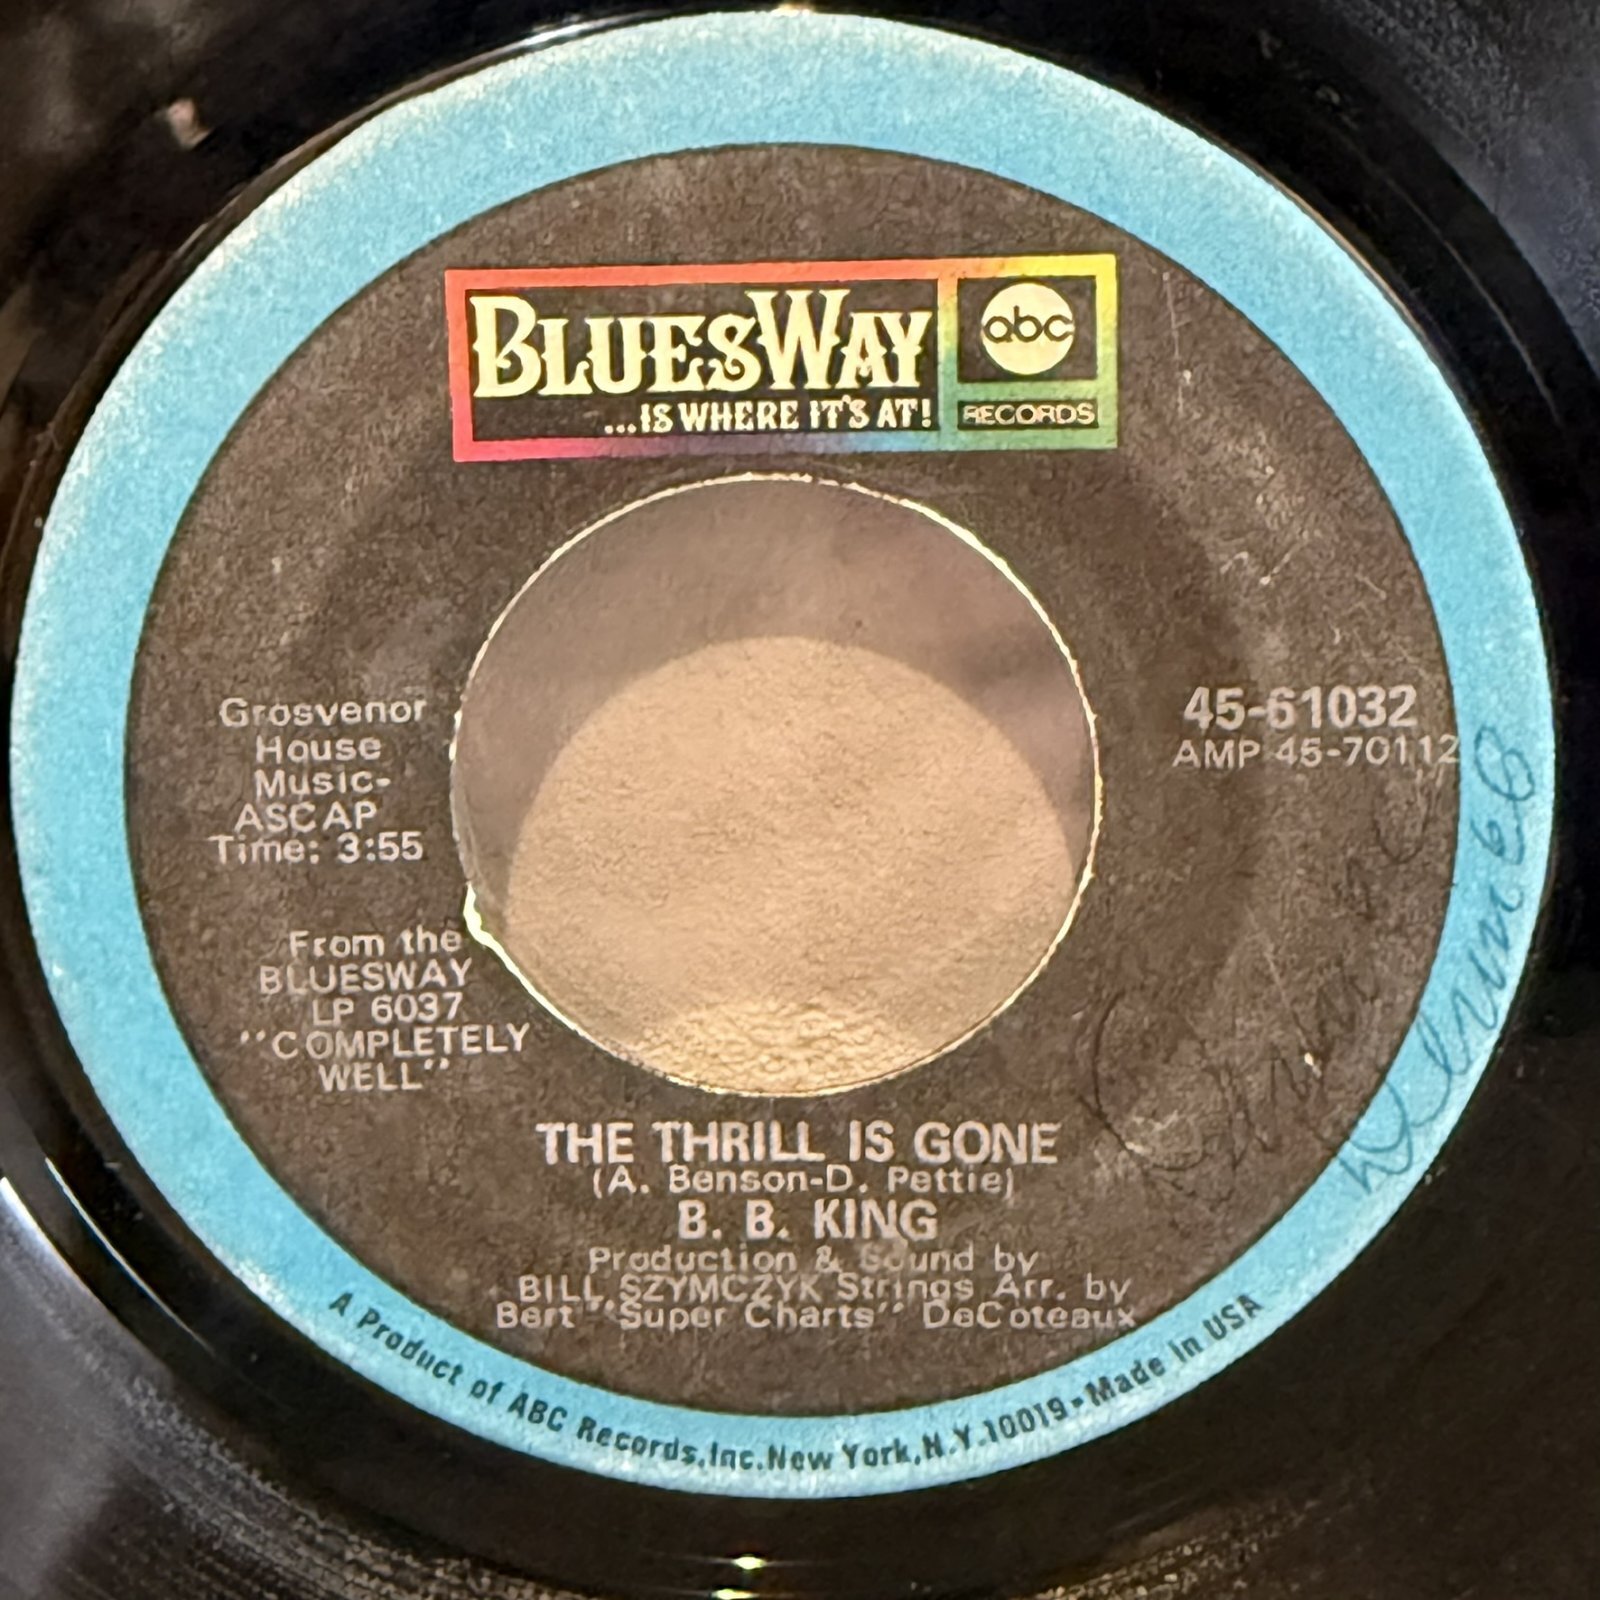 BLUESWAY
...IS WHERE IT'S AT!
abc
RECORDS
Grosvenor
House
Music-
ASCAP
Time: 3:55
45-61032
AMP 45-70112
From the
BLUESWAY
LP 6037
"COMPLETELY
WELL"
THE THRILL IS GONE
(A. Benson-D. Pettie)
B. B. KING
Production & Sound by
BILL SZYMCZYK Strings Arr. by
Bert "Super Charts" DeCoteaux
A Product of ABC Records, Inc. New York, N.Y. 10019 • Made in USA